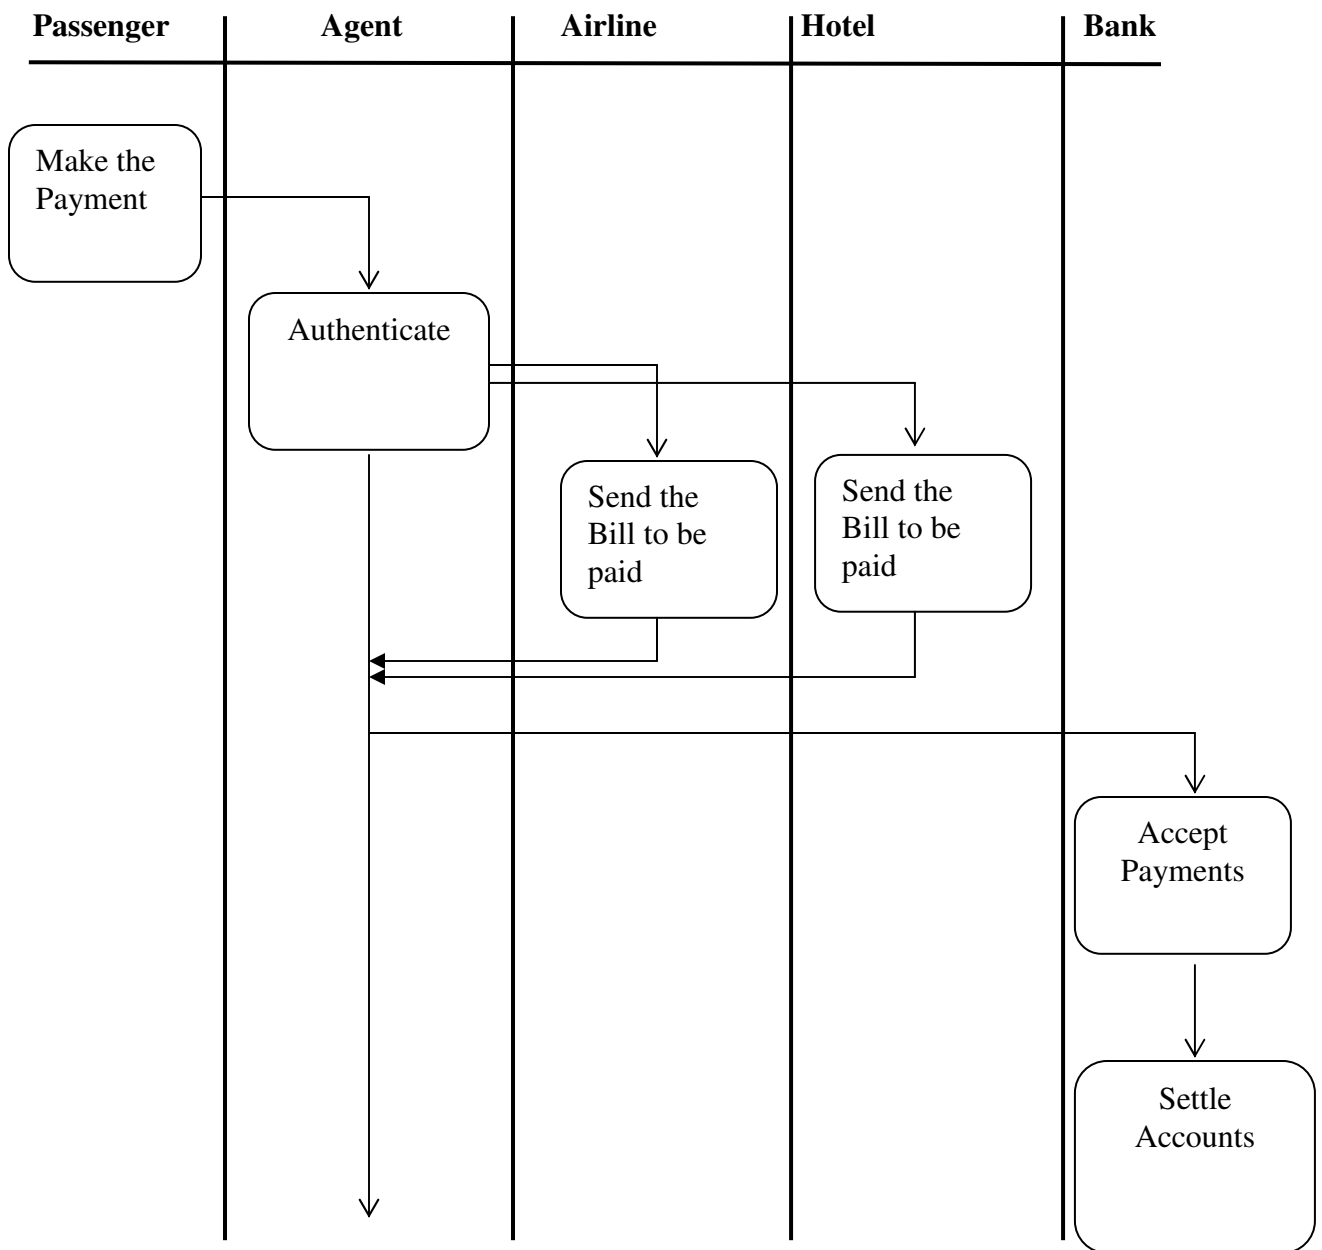 Passenger Agent Airline Hotel Bank
Make the
Payment
Authenticate
Send the
Bill to be
paid
Send the
Bill to be
paid
Accept
Payments
Settle
Accounts